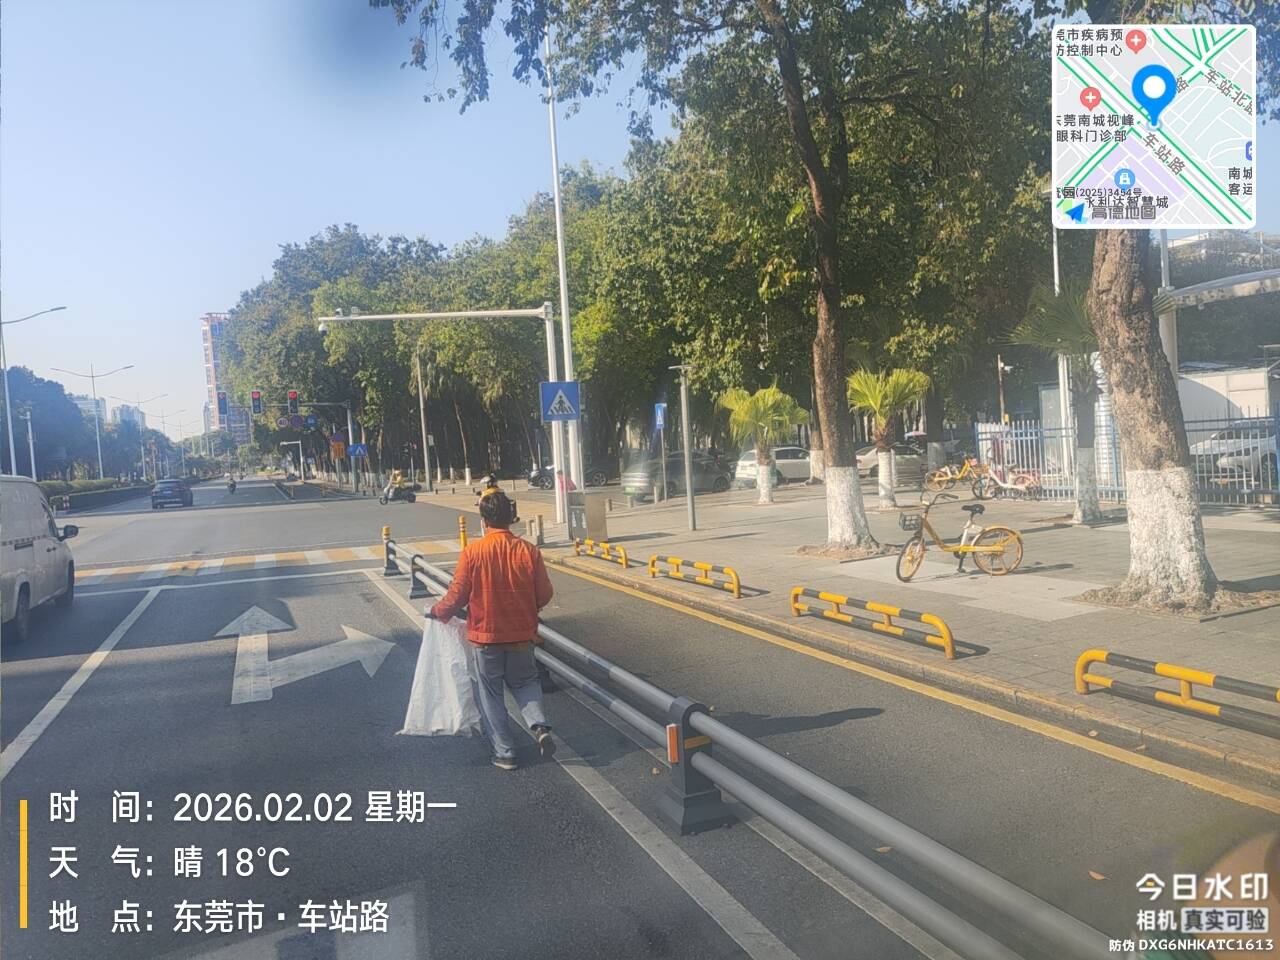 莞市疾病预
防控制中心
车站北路
路
东莞南城视峰
眼科门诊部
车站路
南城
客运
(2025)3454号
永利达智慧城
高德地图
时 间：2026.02.02 星期一
天 气：晴 18℃
地 点：东莞市·车站路
今日水印
相机 真实可验
防伪 DXG6NHKATC1613